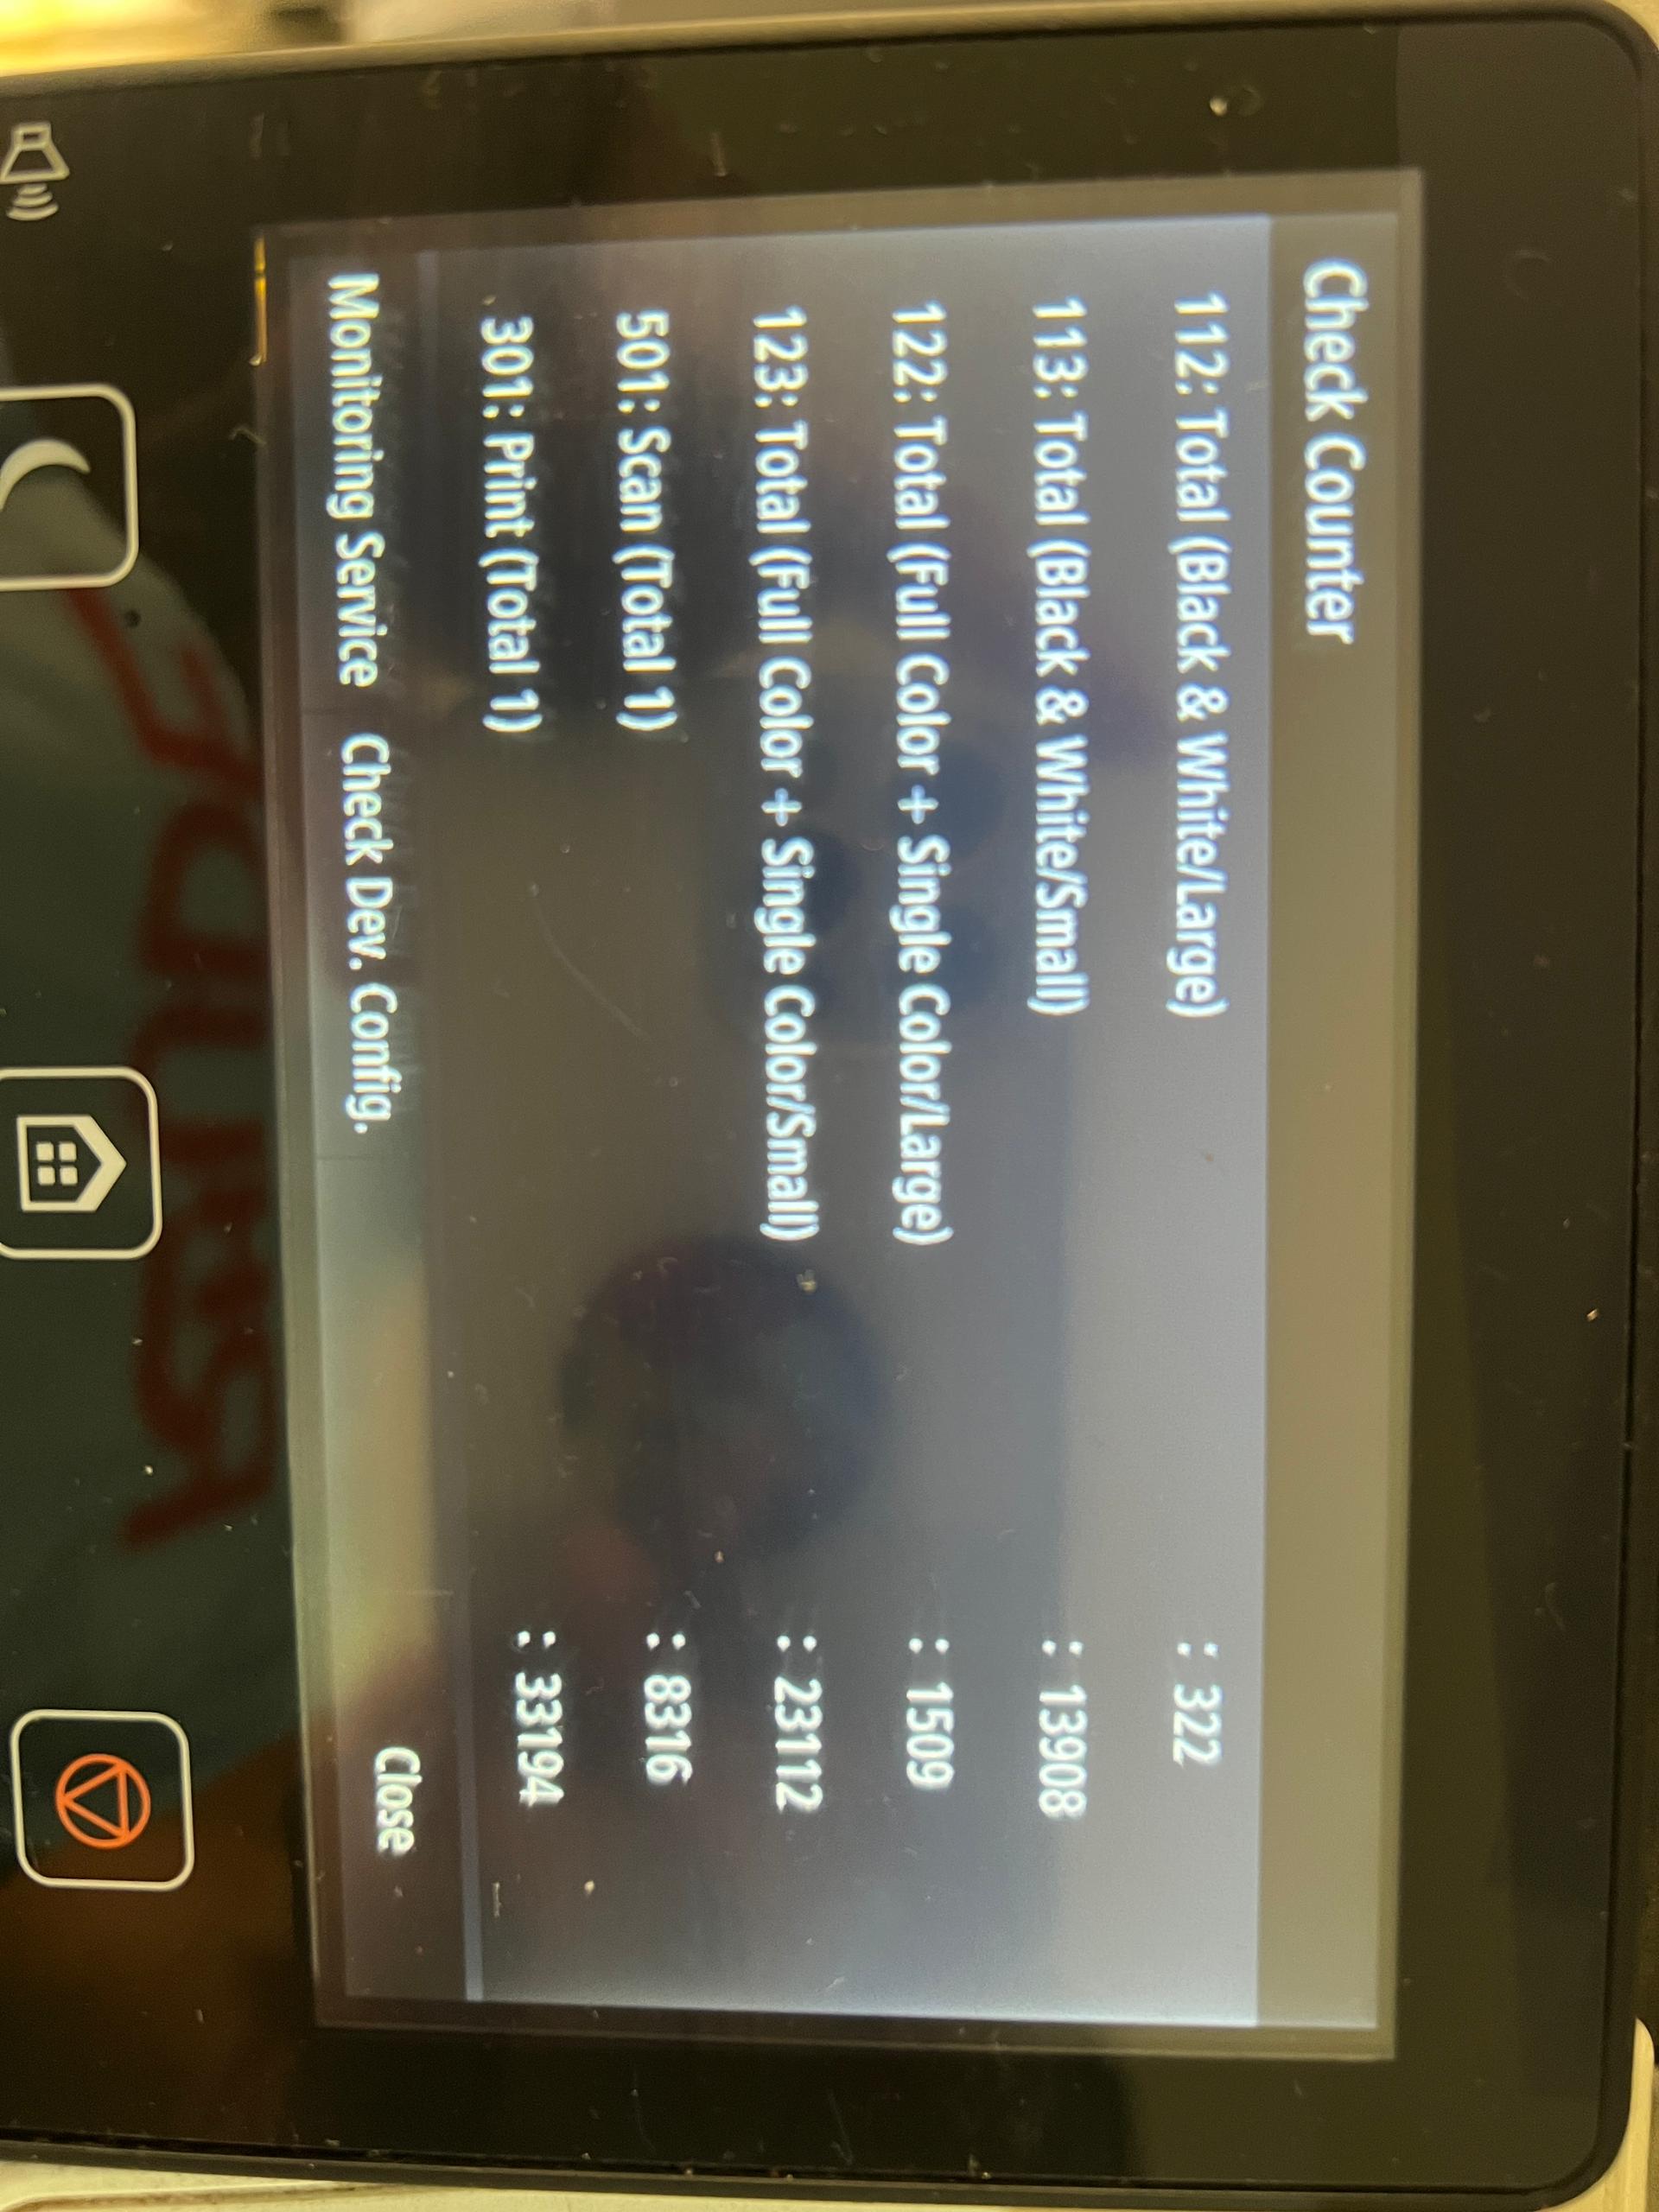 Check Counter
112: Total (Black & White/Large) : 322
113: Total (Black & White/Small) : 13908
122: Total (Full Color + Single Color/Large) : 1509
123: Total (Full Color + Single Color/Small) : 23112
501: Scan (Total 1) : 8316
301: Print (Total 1) : 33194
Monitoring Service Check Dev. Config. Close